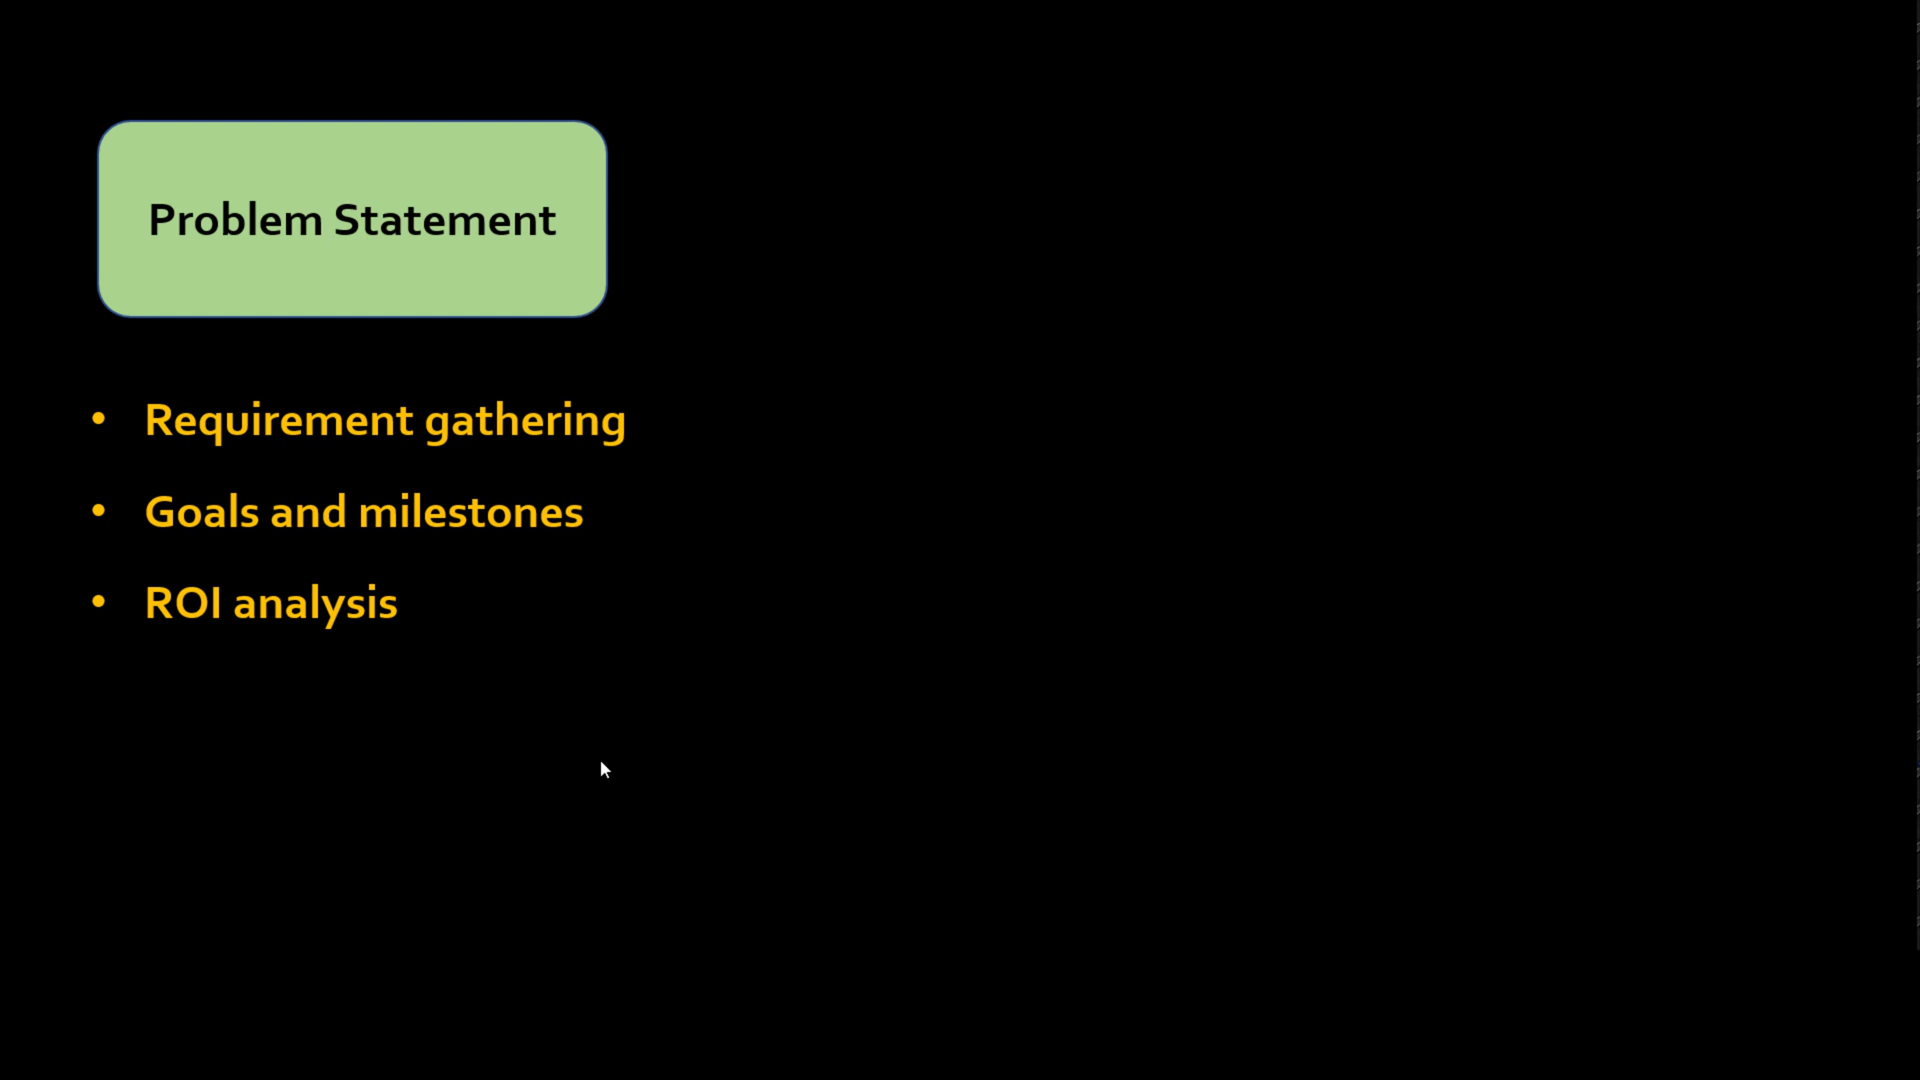 Problem Statement
• Requirement gathering
• Goals and milestones
• ROI analysis